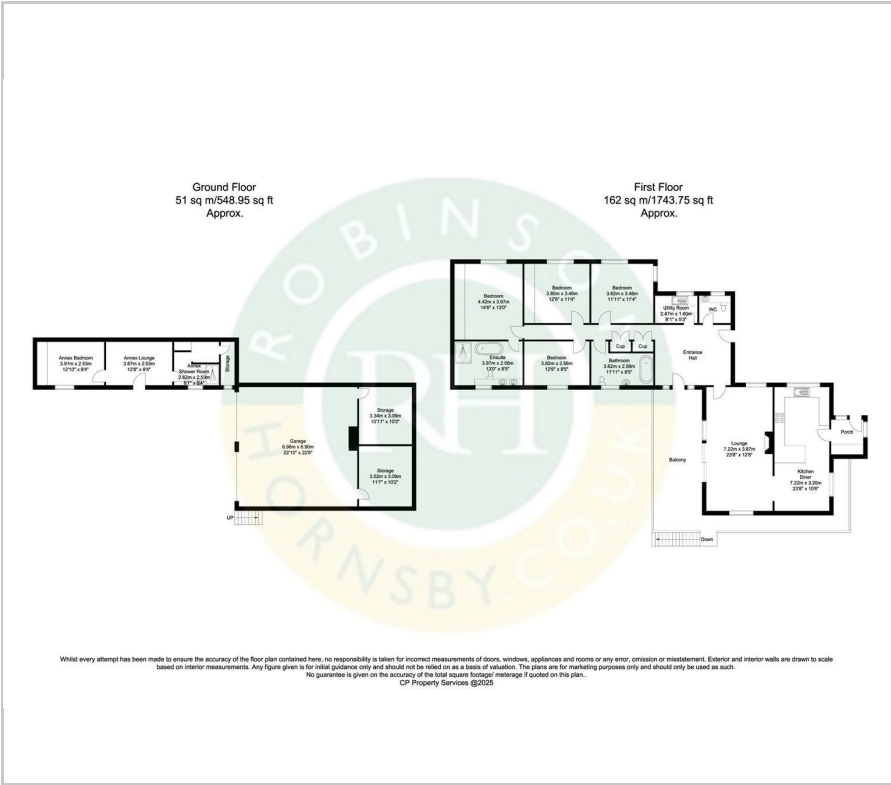 Ground Floor
51 sq m/548.95 sq ft
Approx.
First Floor
162 sq m/1743.75 sq ft
Approx.
ROBINSON
HORNSBY.CO.UK
RH
Bedroom
4.42m x 3.97m
14'6" x 13'0"
Bedroom
3.80m x 3.46m
12'6" x 11'4"
Bedroom
3.62m x 3.46m
11'11" x 11'4"
Utility Room
2.47m x 1.60m
8'1" x 5'3"
WC
Ensuite
3.97m x 2.56m
13'0" x 8'5"
Bedroom
3.80m x 2.56m
12'6" x 8'5"
Cup
Cup
Bathroom
3.62m x 2.56m
11'11" x 8'5"
Entrance
Hall
Annex Bedroom
3.91m x 2.53m
12'10" x 8'4"
Annex Lounge
3.87m x 2.53m
12'8" x 8'4"
Annex
Shower Room
2.62m x 2.53m
8'7" x 8'4"
Storage
Garage
6.96m x 6.90m
22'10" x 22'8"
Storage
3.34m x 3.09m
10'11" x 10'2"
Storage
3.52m x 3.09m
11'7" x 10'2"
UP
Balcony
Lounge
7.22m x 3.87m
23'8" x 12'8"
Kitchen
Diner
7.22m x 3.20m
23'8" x 10'6"
Porch
Down
Whilst every attempt has been made to ensure the accuracy of the floor plan contained here, no responsibility is taken for incorrect measurements of doors, windows, appliances and rooms or any error, omission or misstatement. Exterior and interior walls are drawn to scale
based on interior measurements. Any figure given is for initial guidance only and should not be relied on as a basis of valuation. The plans are for marketing purposes only and should only be used as such.
No guarantee is given on the accuracy of the total square footage/ meterage if quoted on this plan..
CP Property Services @2025